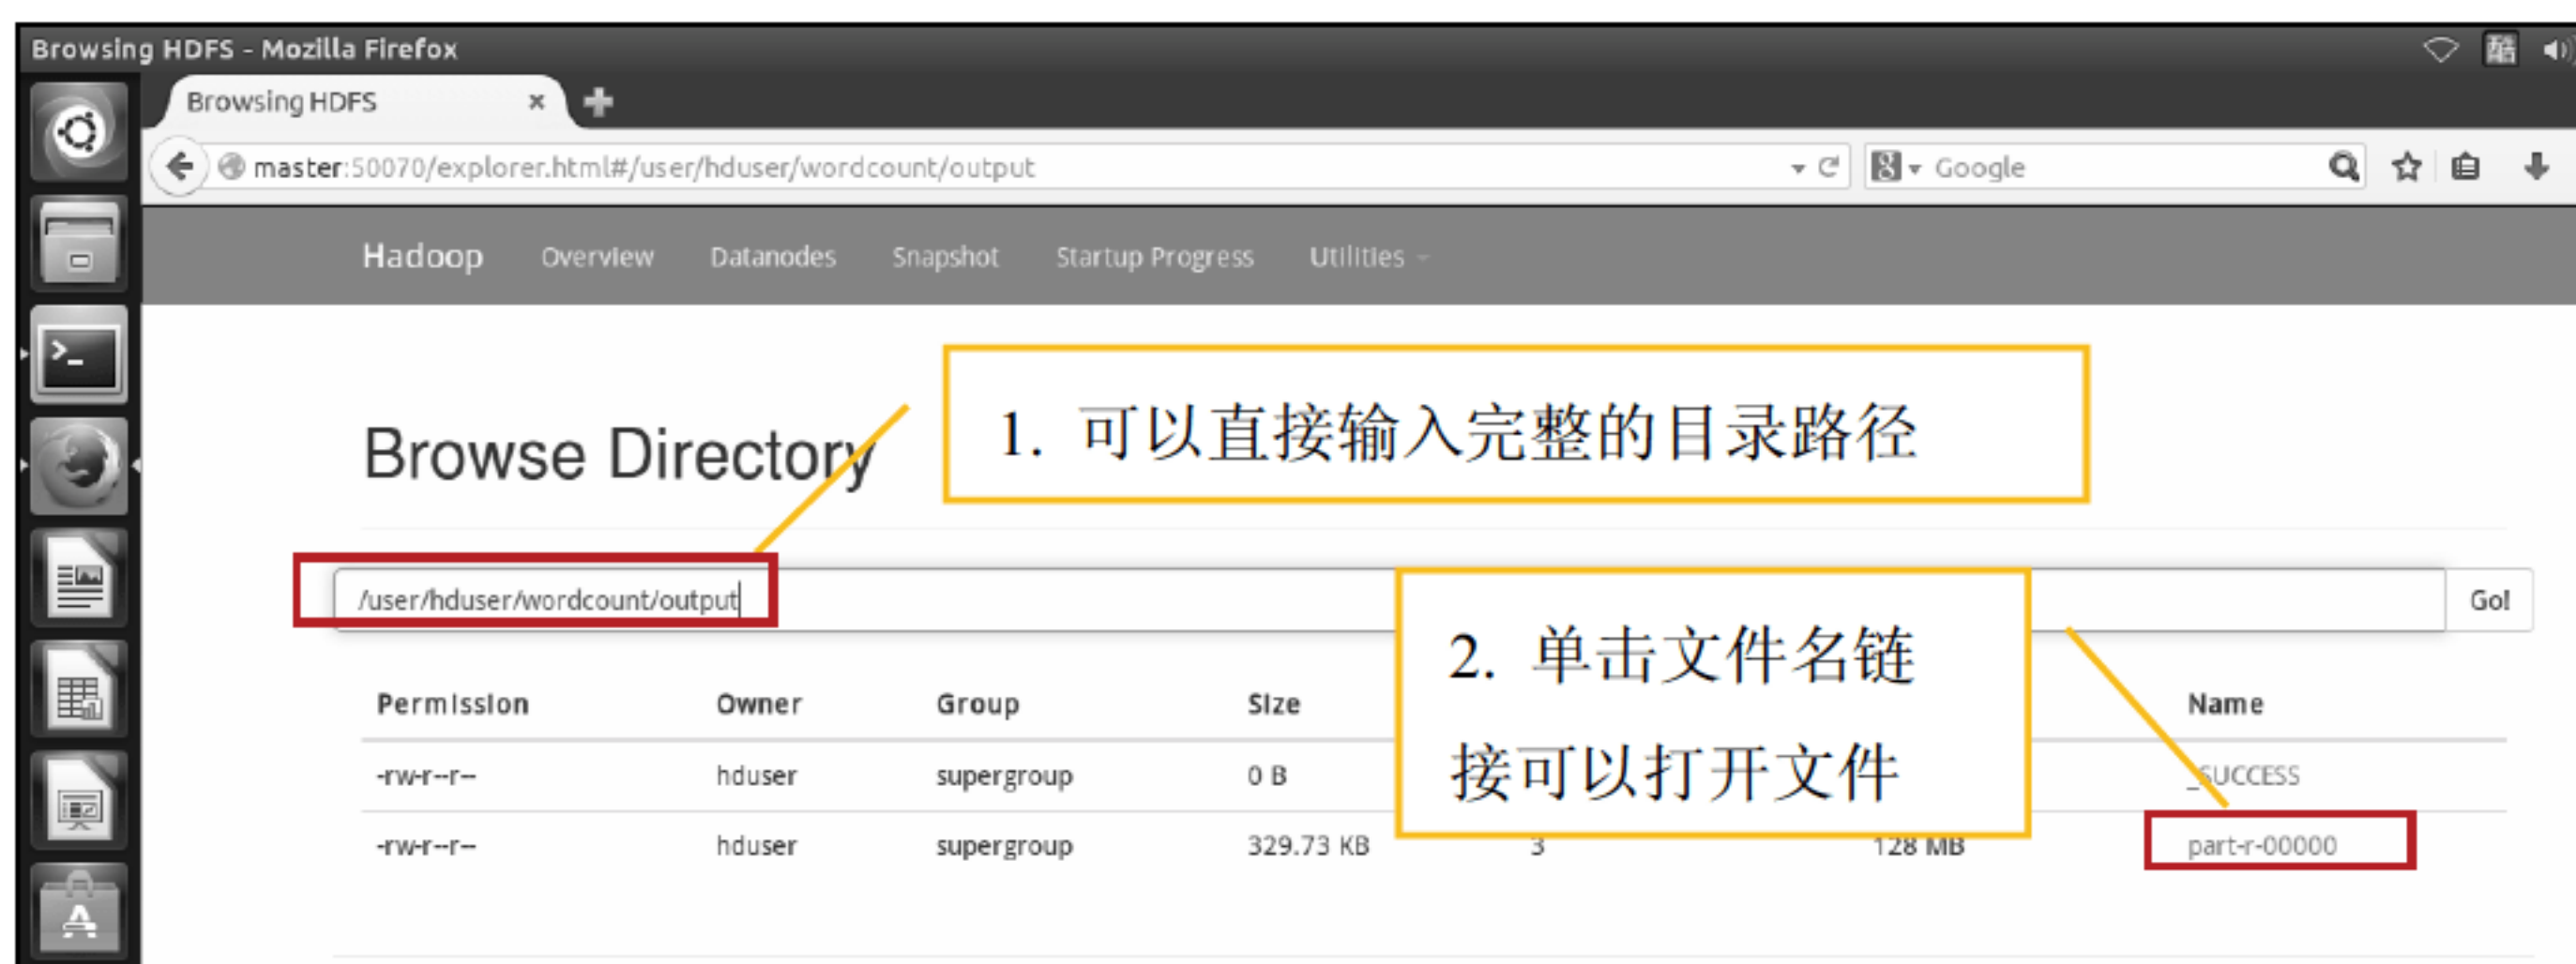 Browsing HDFS - Mozilla Firefox
酷
Browsing HDFS
master:50070/explorer.html#/user/hduser/wordcount/output
Google
Hadoop Overview Datanodes Snapshot Startup Progress Utilities
1. 可以直接输入完整的目录路径
Browse Directory
/user/hduser/wordcount/output
Go!
2. 单击文件名链
接可以打开文件
Permission Owner Group Size Name
-rw-r--r-- hduser supergroup 0 B _SUCCESS
-rw-r--r-- hduser supergroup 329.73 KB 3 128 MB part-r-00000